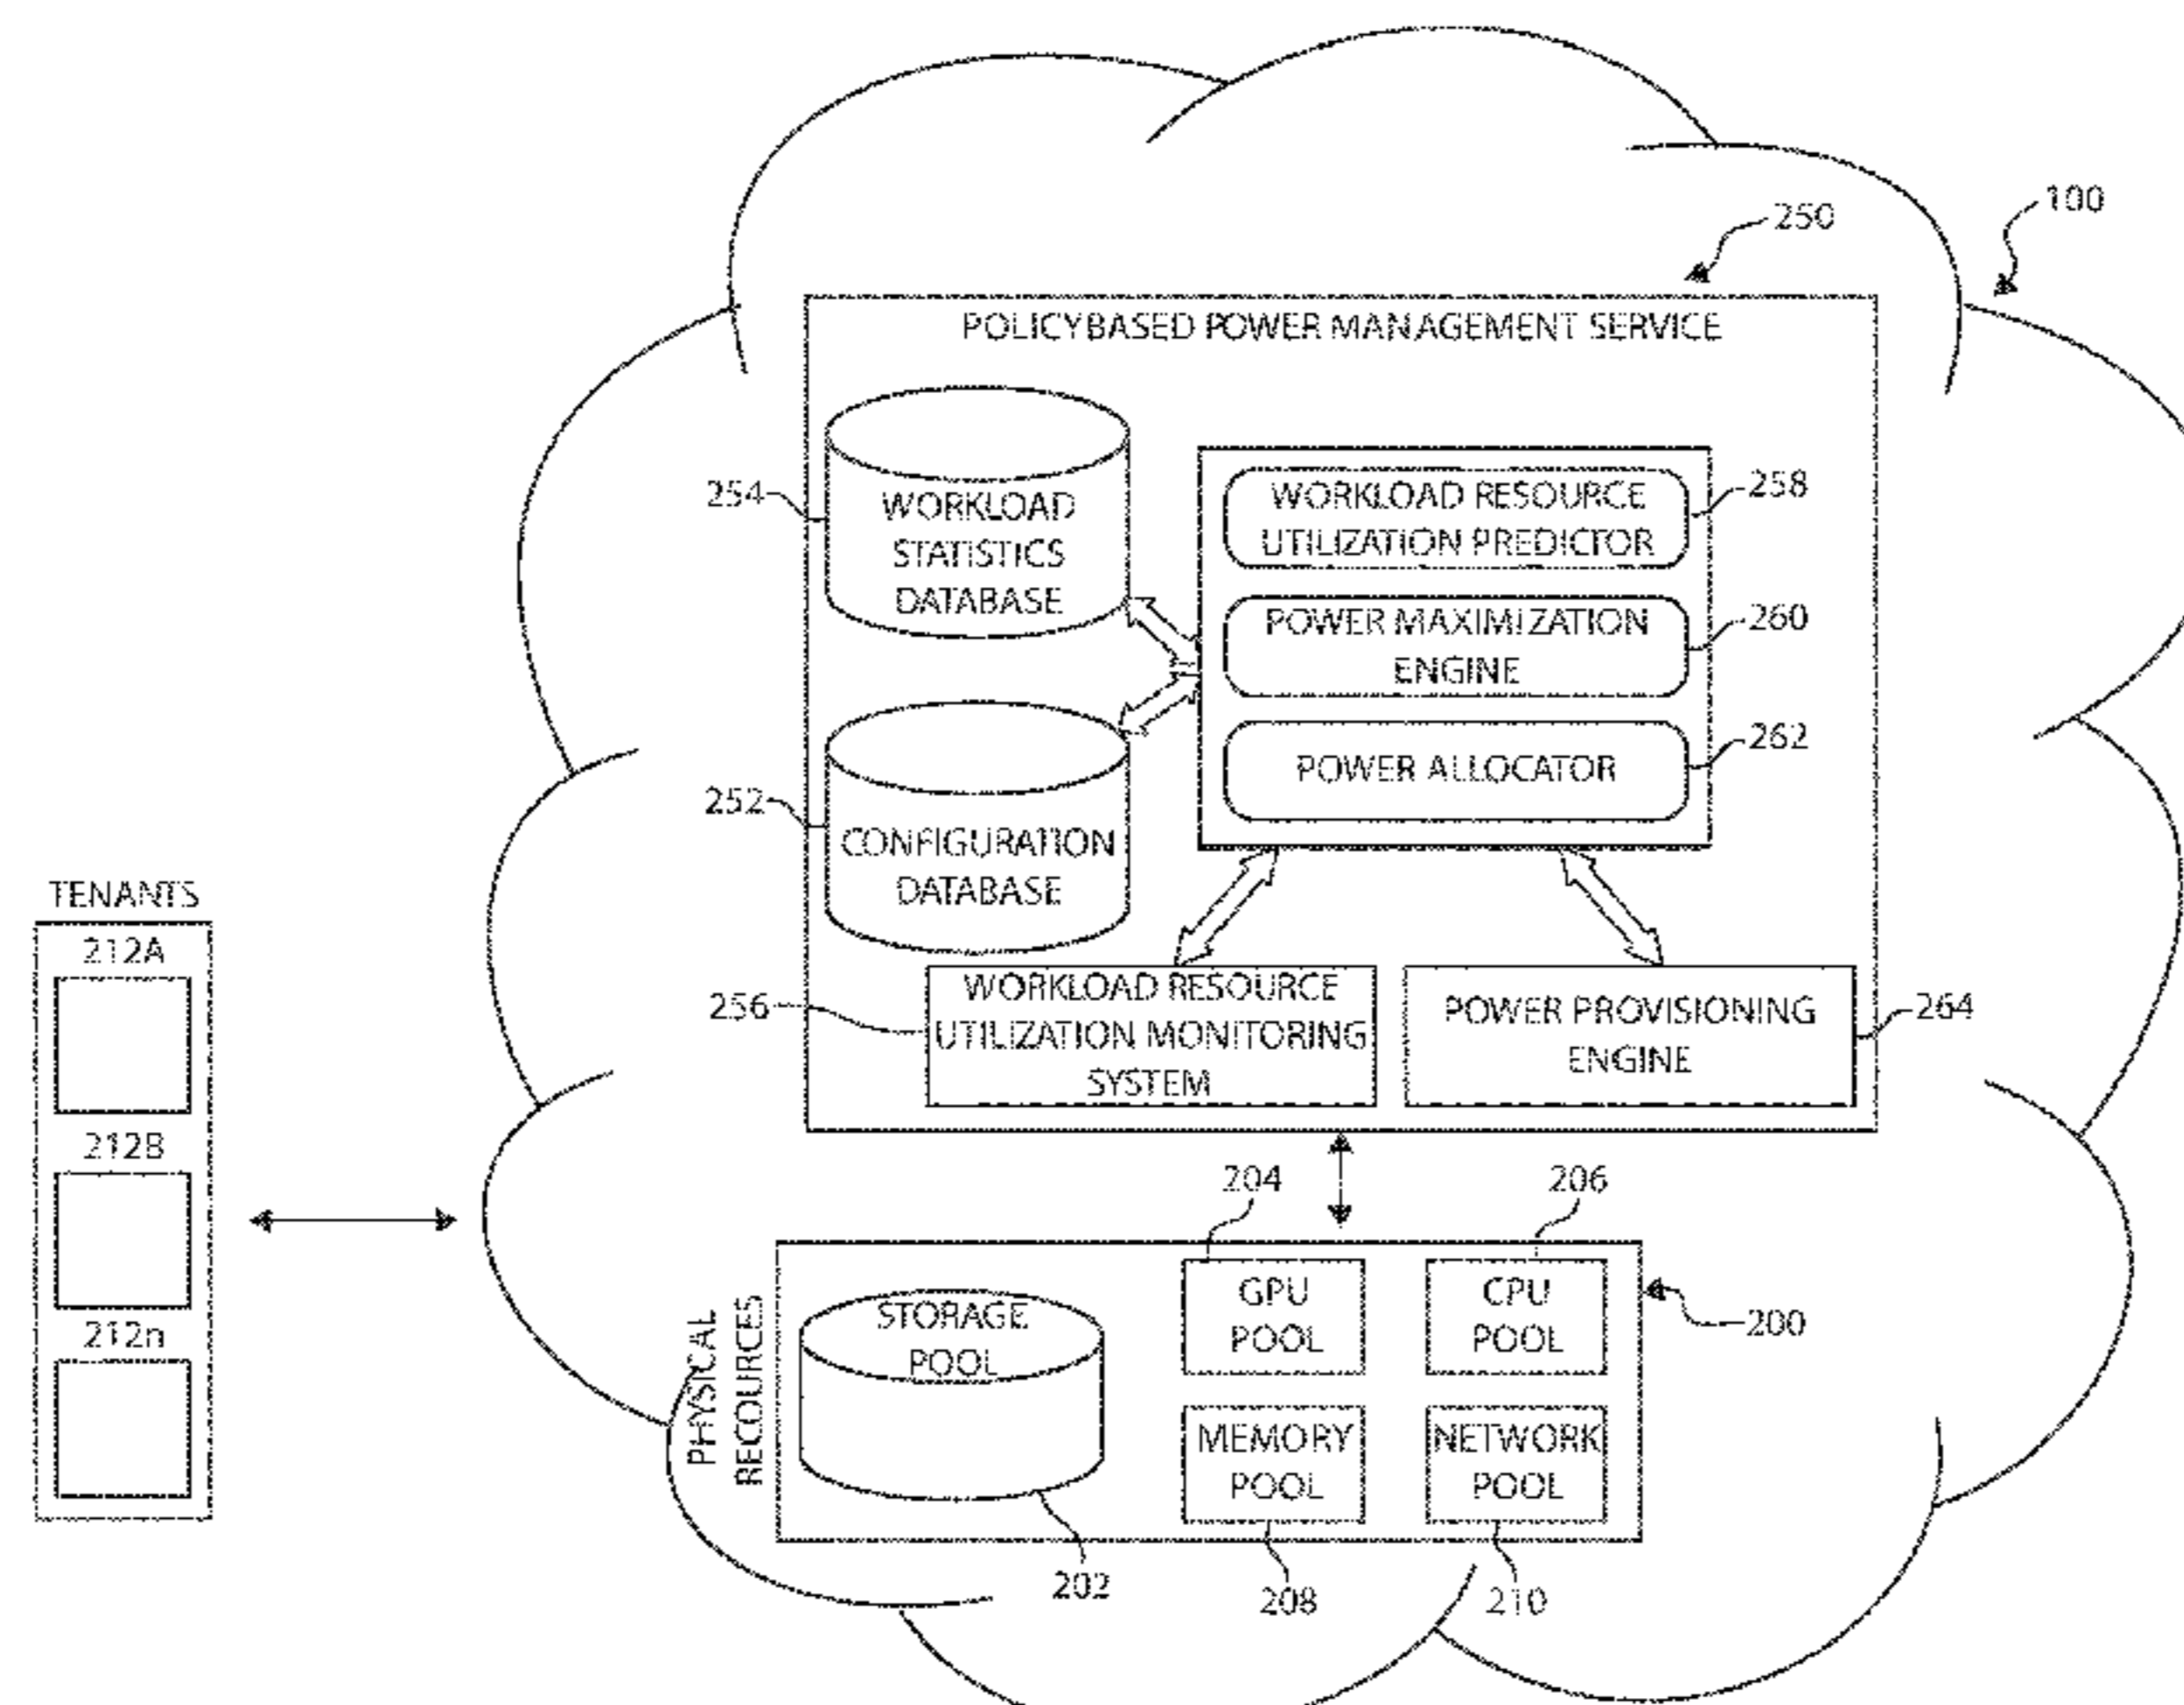 100
250
POLICYBASED POWER MANAGEMENT SERVICE
254
WORKLOAD
STATISTICS
DATABASE
WORKLOAD RESOURCE
UTILIZATION PREDICTOR
258
POWER MAXIMIZATION
ENGINE
260
POWER ALLOCATOR
262
252
CONFIGURATION
DATABASE
256
WORKLOAD RESOURCE
UTILIZATION MONITORING
SYSTEM
POWER PROVISIONING
ENGINE
264
TENANTS
212A
212B
212n
PHYSICAL
RECOURCES
STORAGE
POOL
202
204
GPU
POOL
206
CPU
POOL
200
MEMORY
POOL
208
NETWORK
POOL
210